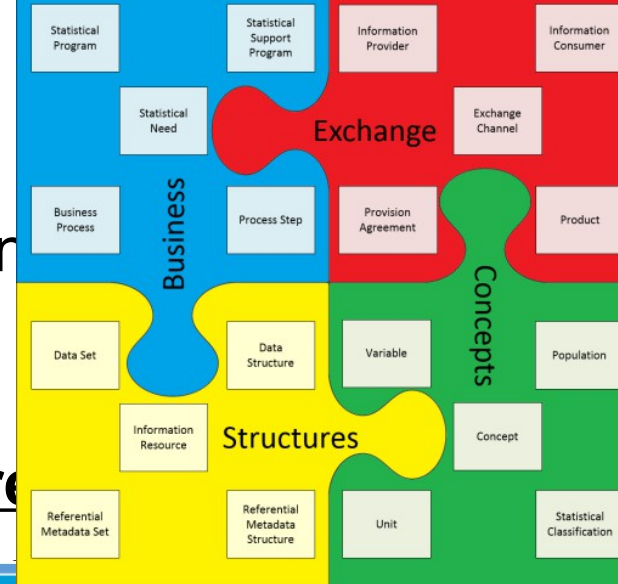 Statistical
Program
Statistical
Support
Program
Information
Provider
Information
Consumer
Statistical
Need
Exchange
Exchange
Channel
Business
Process
Business
Process Step
Provision
Agreement
Product
Concepts
Data Set
Data
Structure
Variable
Population
Information
Resource
Structures
Concept
Referential
Metadata Set
Referential
Metadata
Structure
Unit
Statistical
Classification